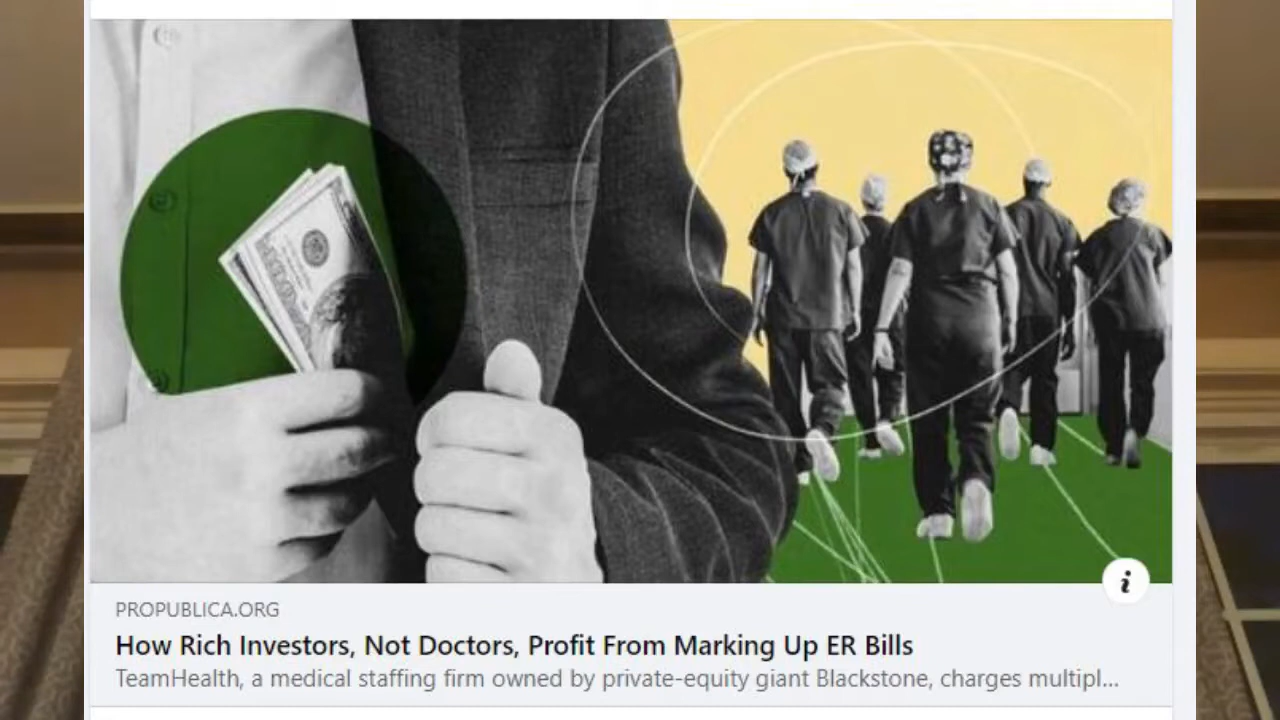 PROPUBLICA.ORG
How Rich Investors, Not Doctors, Profit From Marking Up ER Bills
TeamHealth, a medical staffing firm owned by private-equity giant Blackstone, charges multipl...